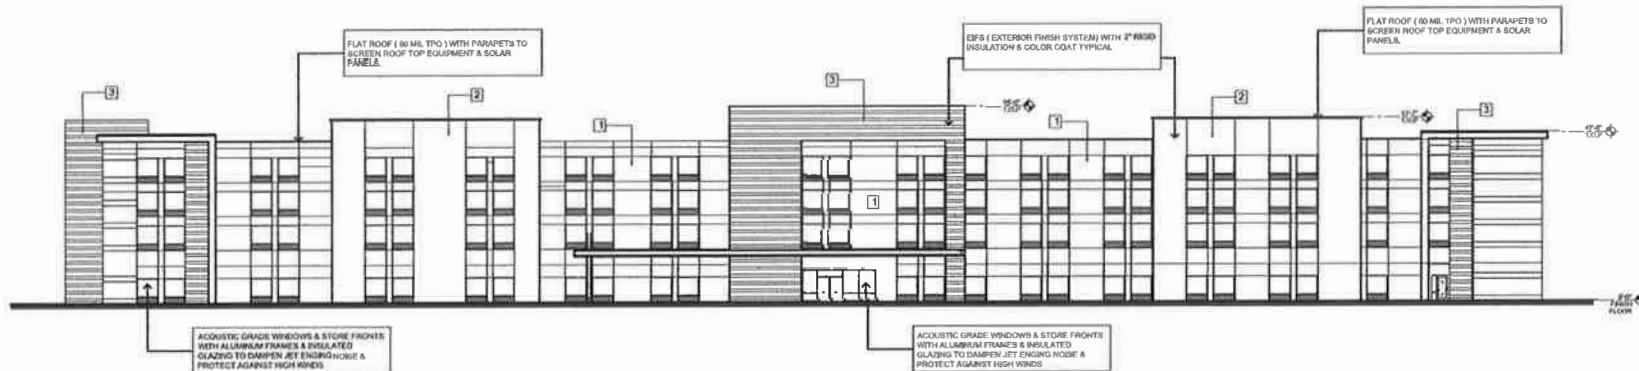 FLAT ROOF ( 60 MIL TPO ) WITH PARAPETS TO
SCREEN ROOF TOP EQUIPMENT & SOLAR
PANELS.
EIFS ( EXTERIOR FINISH SYSTEM) WITH 2" RIGID
INSULATION & COLOR COAT TYPICAL
FLAT ROOF ( 60 MIL TPO ) WITH PARAPETS TO
SCREEN ROOF TOP EQUIPMENT & SOLAR
PANELS.
3
2
1
3
1
2
3
T.O.P
T.O.P
T.O.P
1
FINISH
FLOOR
ACOUSTIC GRADE WINDOWS & STORE FRONTS
WITH ALUMINUM FRAMES & INSULATED
GLAZING TO DAMPEN JET ENGING NOISE &
PROTECT AGAINST HIGH WINDS
ACOUSTIC GRADE WINDOWS & STORE FRONTS
WITH ALUMINUM FRAMES & INSULATED
GLAZING TO DAMPEN JET ENGING NOISE &
PROTECT AGAINST HIGH WINDS